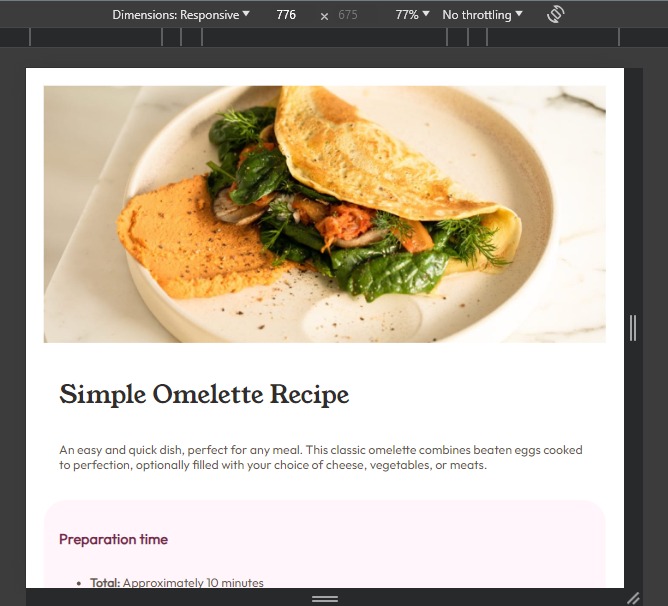 Dimensions: Responsive 776 × 675 77% No throttling
Simple Omelette Recipe
An easy and quick dish, perfect for any meal. This classic omelette combines beaten eggs cooked
to perfection, optionally filled with your choice of cheese, vegetables, or meats.
Preparation time
• Total: Approximately 10 minutes